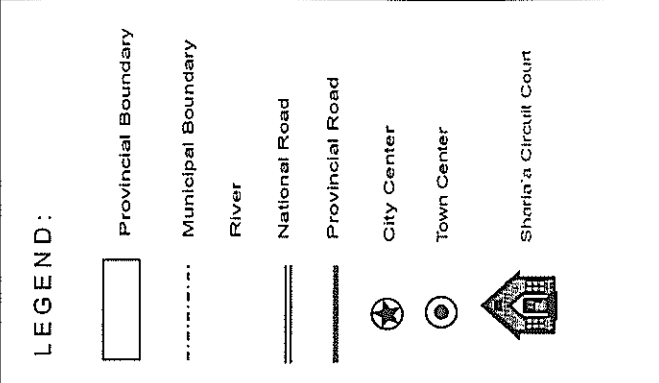 LEGEND:
Provincial Boundary
Municipal Boundary
River
National Road
Provincial Road
City Center
Town Center
Sharia'a Circuit Court